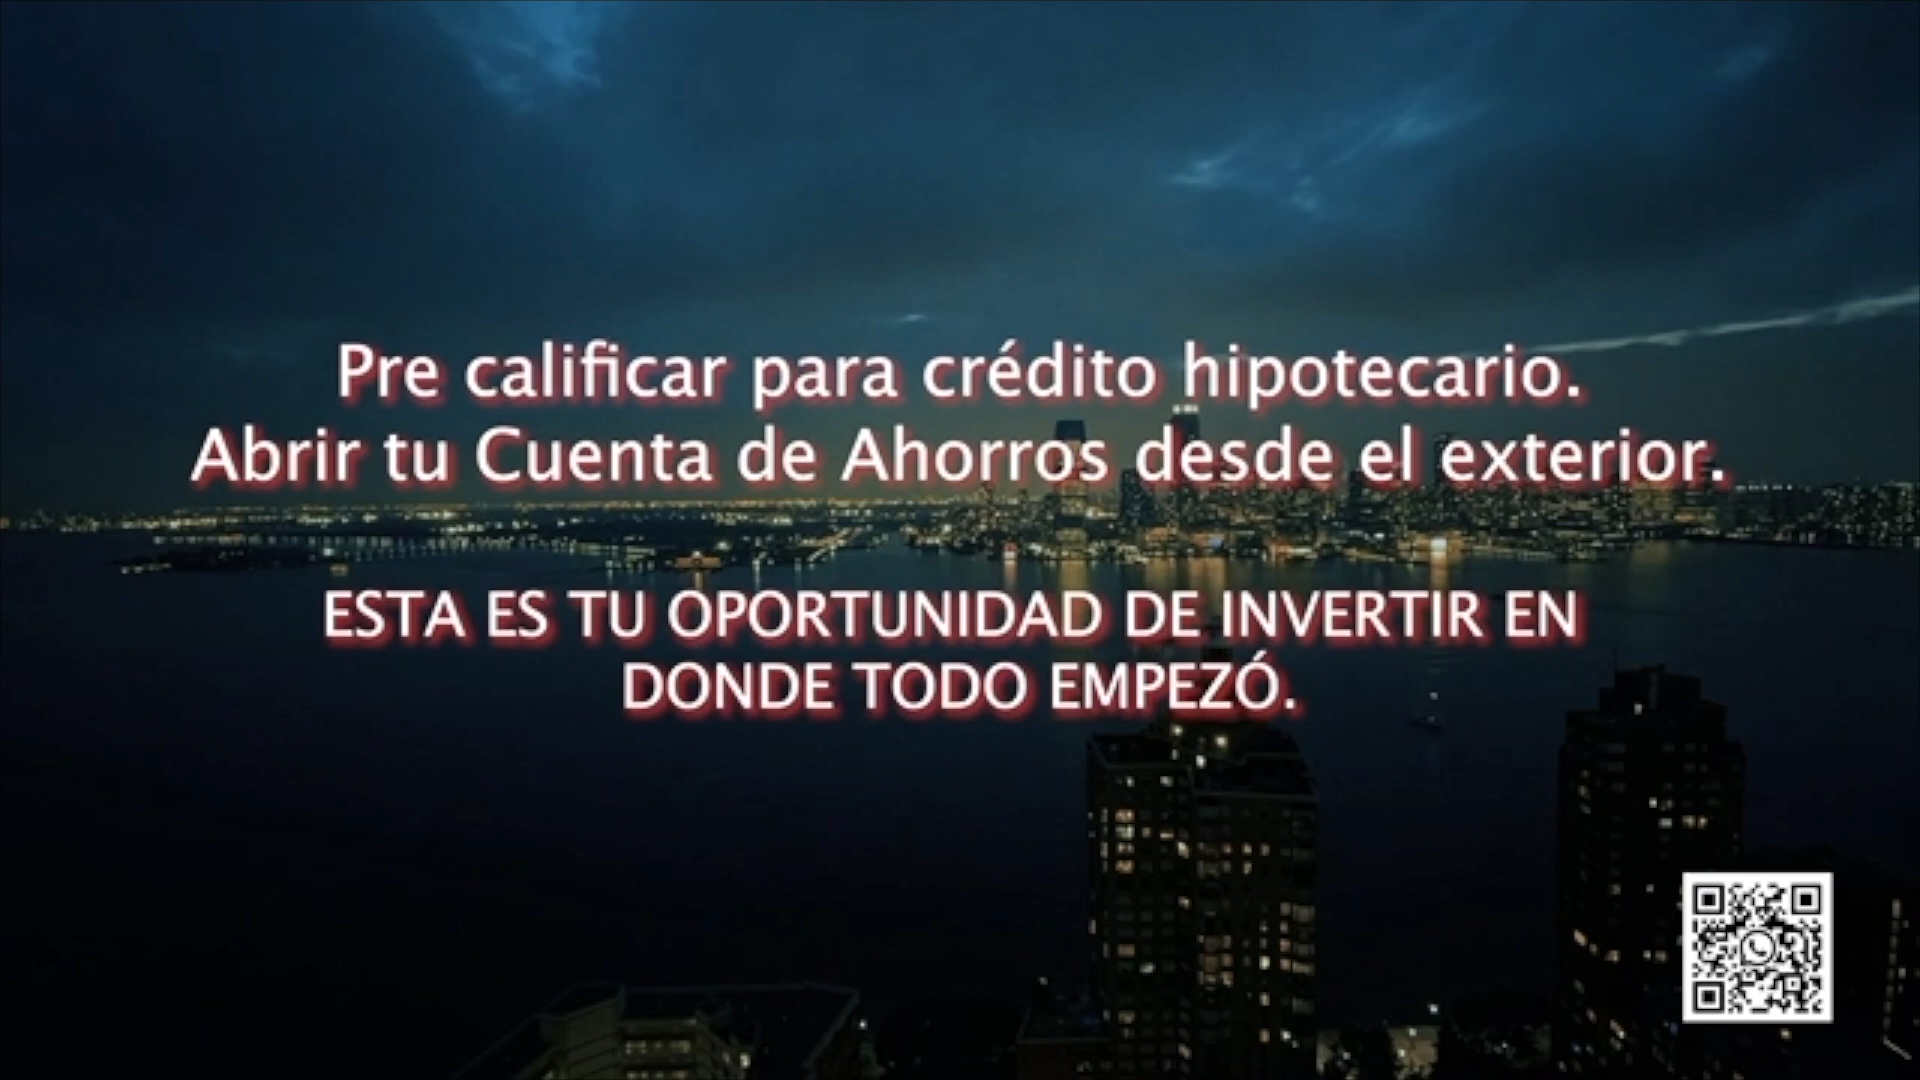 Pre calificar para crédito hipotecario.
Abrir tu Cuenta de Ahorros desde el exterior.
ESTA ES TU OPORTUNIDAD DE INVERTIR EN
DONDE TODO EMPEZÓ.